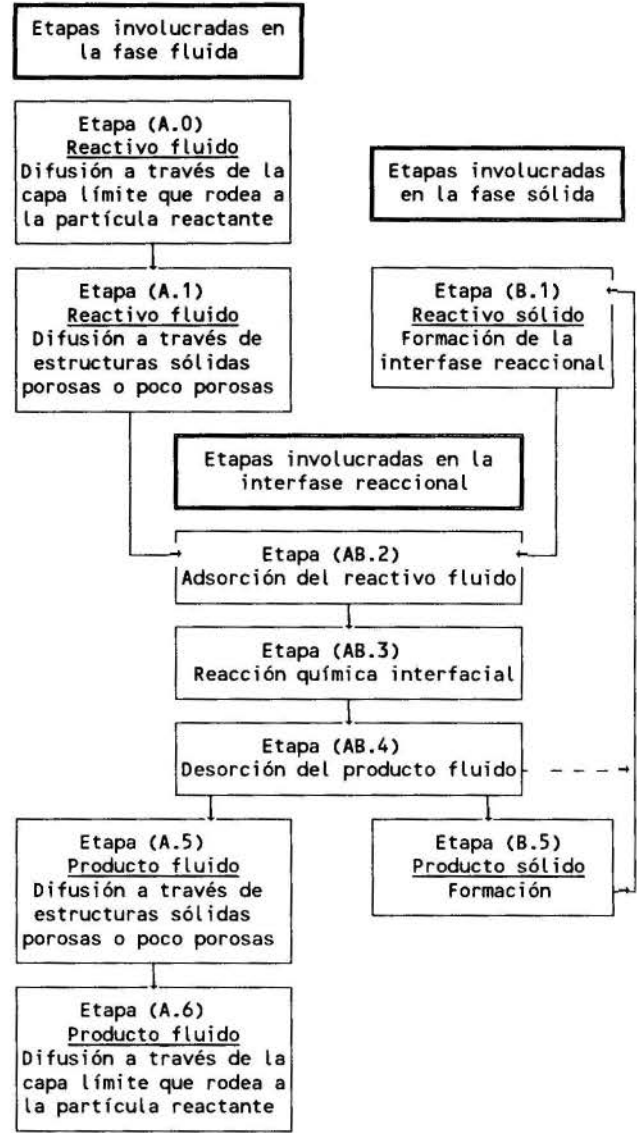 Etapas involucradas en
la fase fluida
Etapa (A.0)
Reactivo fluido
Difusión a través de la
capa límite que rodea a
la partícula reactante
Etapas involucradas
en la fase sólida
Etapa (A.1)
Reactivo fluido
Difusión a través de
estructuras sólidas
porosas o poco porosas
Etapa (B.1)
Reactivo sólido
Formación de la
interfase reaccional
Etapas involucradas en la
interfase reaccional
Etapa (AB.2)
Adsorción del reactivo fluido
Etapa (AB.3)
Reacción química interfacial
Etapa (AB.4)
Desorción del producto fluido
Etapa (A.5)
Producto fluido
Difusión a través de
estructuras sólidas
porosas o poco porosas
Etapa (B.5)
Producto sólido
Formación
Etapa (A.6)
Producto fluido
Difusión a través de la
capa límite que rodea a
la partícula reactante